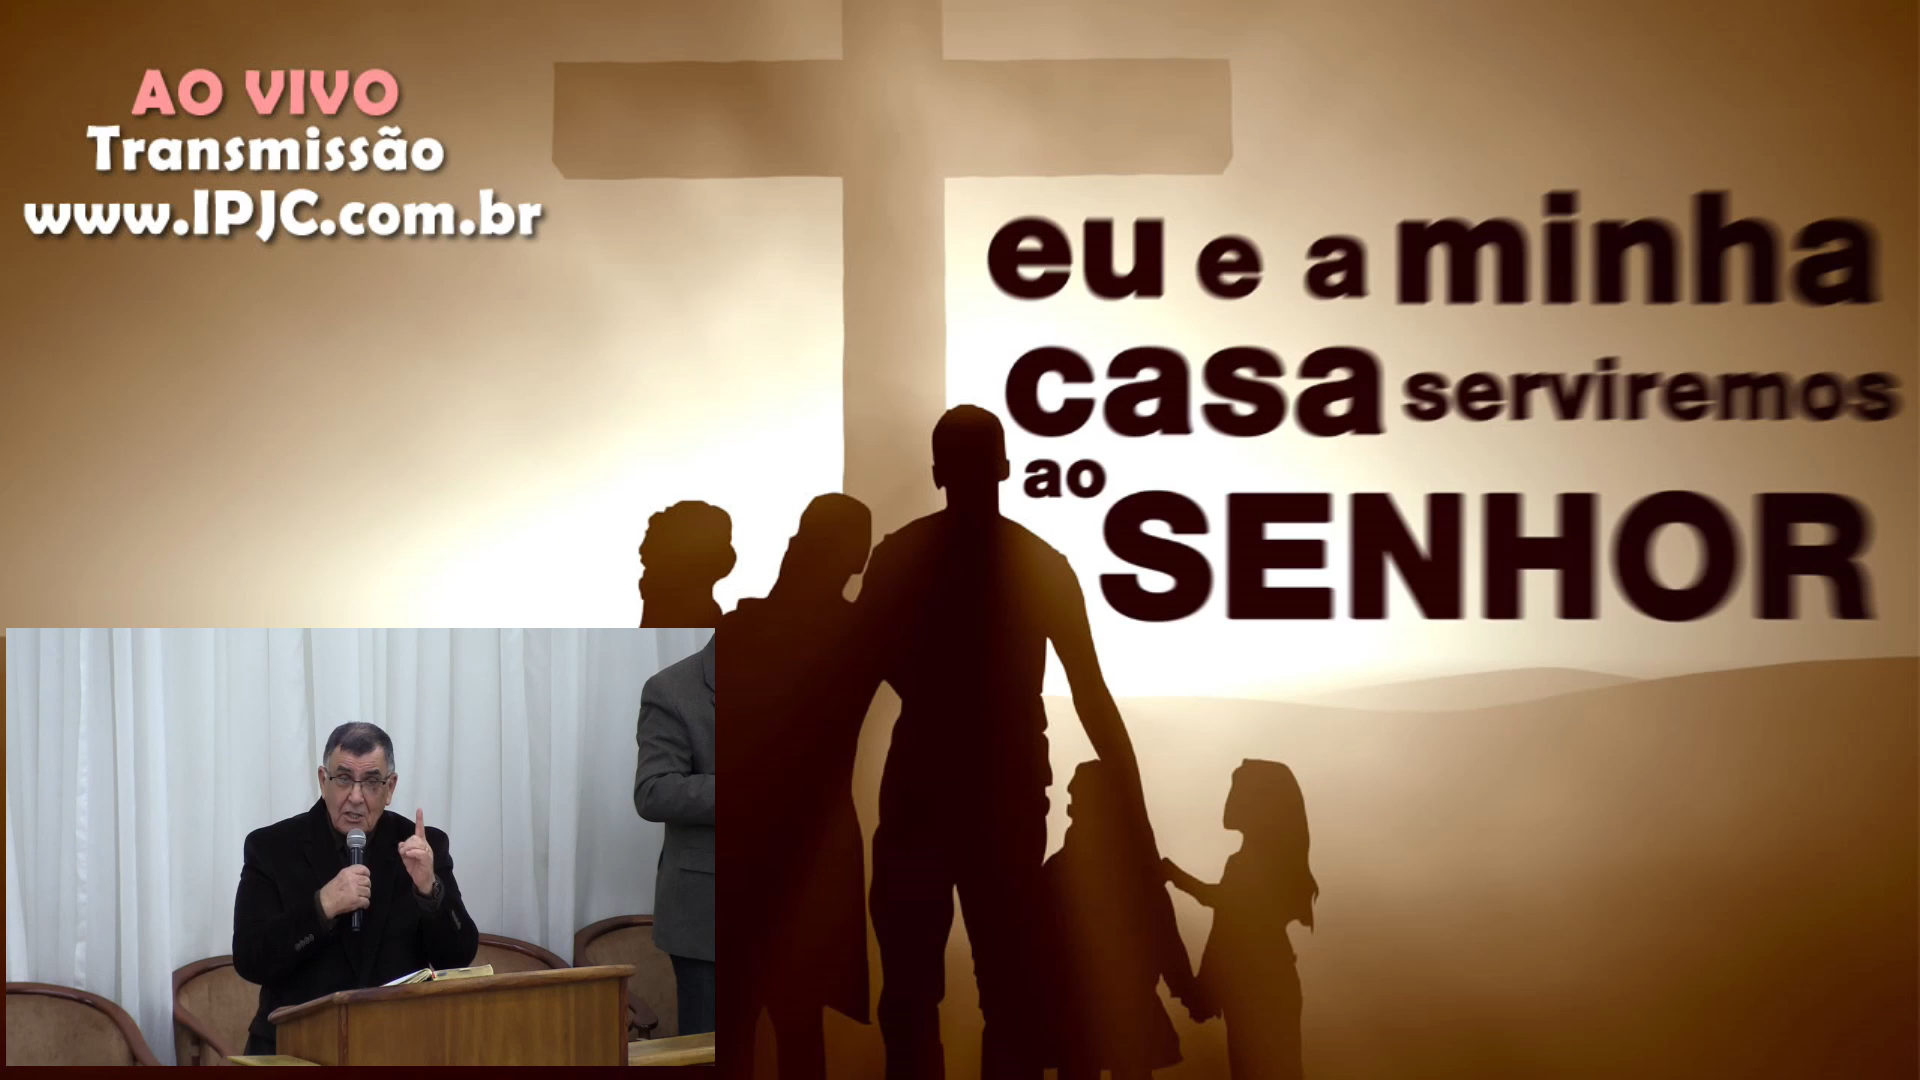 AO VIVO
Transmissão
www.IPJC.com.br
eu e a minha
casa serviremos
ao
SENHOR